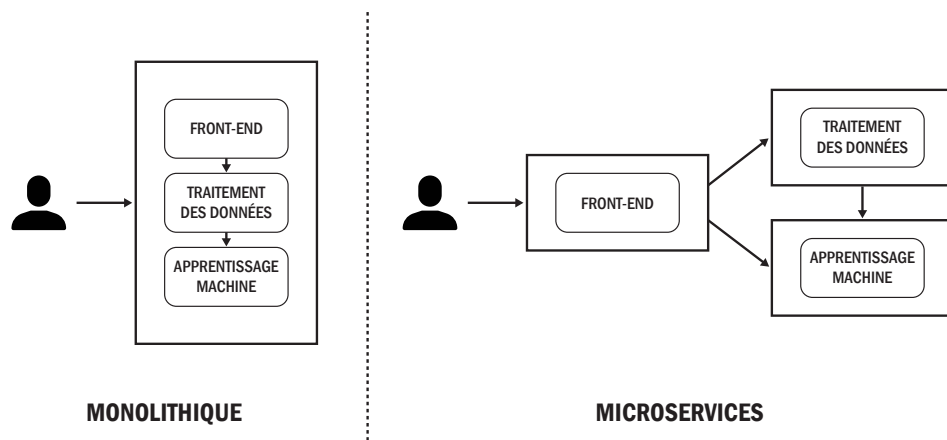 FRONT-END
TRAITEMENT
DES DONNÉES
APPRENTISSAGE
MACHINE
MONOLITHIQUE
FRONT-END
TRAITEMENT
DES DONNÉES
APPRENTISSAGE
MACHINE
MICROSERVICES